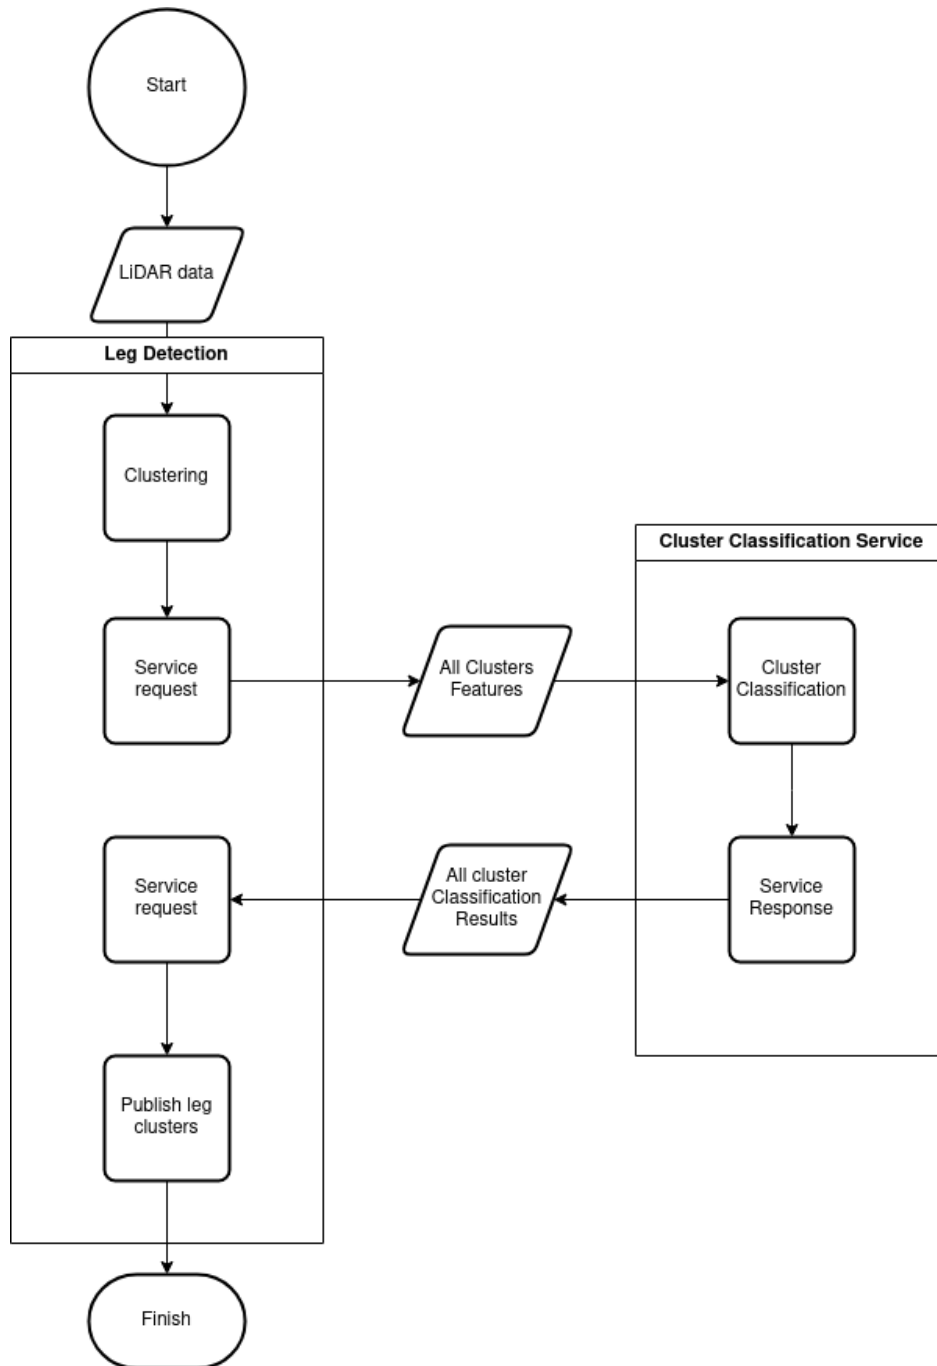 Start
LiDAR data
Leg Detection
Clustering
Cluster Classification Service
Service
request
All Clusters
Features
Cluster
Classification
Service
request
All cluster
Classification
Results
Service
Response
Publish leg
clusters
Finish